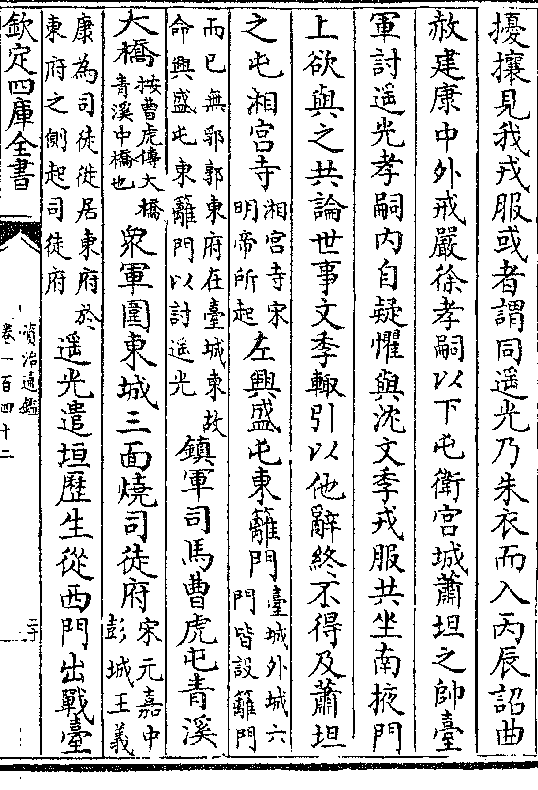 擾攘見我戎服或者謂同遥光乃朱衣而入丙辰詔曲
赦建康中外戒嚴徐孝嗣以下屯衛宫城蕭坦之帥臺
軍討遥光孝嗣内自疑懼與沈文季戎服共坐南掖門
上欲與之共論世事文季輙引以他辭終不得及蕭坦
之屯湘宫寺湘宫寺宋明帝所起左興盛屯東籬門臺城外城六門皆設籬門
而已無郛郭東府在臺城東故命興盛屯東籬門以討遥光鎮軍司馬曹虎屯青溪
大橋按曹虎傳大橋青溪中橋也衆軍圍東城三面燒司徒府宋元嘉中彭城王義
康為司徒徙居東府於東府之側起司徒府遥光遣垣歴生從西門出戰臺
欽定四庫全書
資治通鑑
卷一百四十二